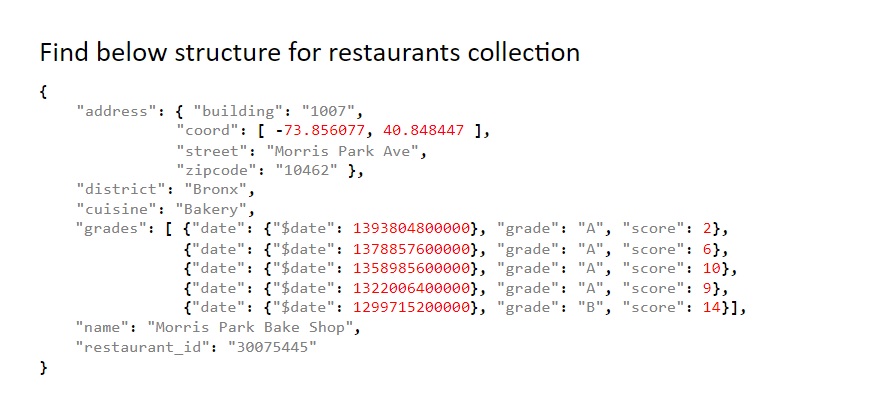 Find below structure for restaurants collection
{
"address": { "building": "1007",
"coord": [ -73.856077, 40.848447 ],
"street": "Morris Park Ave",
"zipcode": "10462" },
"district": "Bronx",
"cuisine": "Bakery",
"grades": [ {"date": {"$date": 1393804800000}, "grade": "A", "score": 2},
{"date": {"$date": 1378857600000}, "grade": "A", "score": 6},
{"date": {"$date": 1358985600000}, "grade": "A", "score": 10},
{"date": {"$date": 1322006400000}, "grade": "A", "score": 9},
{"date": {"$date": 1299715200000}, "grade": "B", "score": 14}],
"name": "Morris Park Bake Shop",
"restaurant_id": "30075445"
}